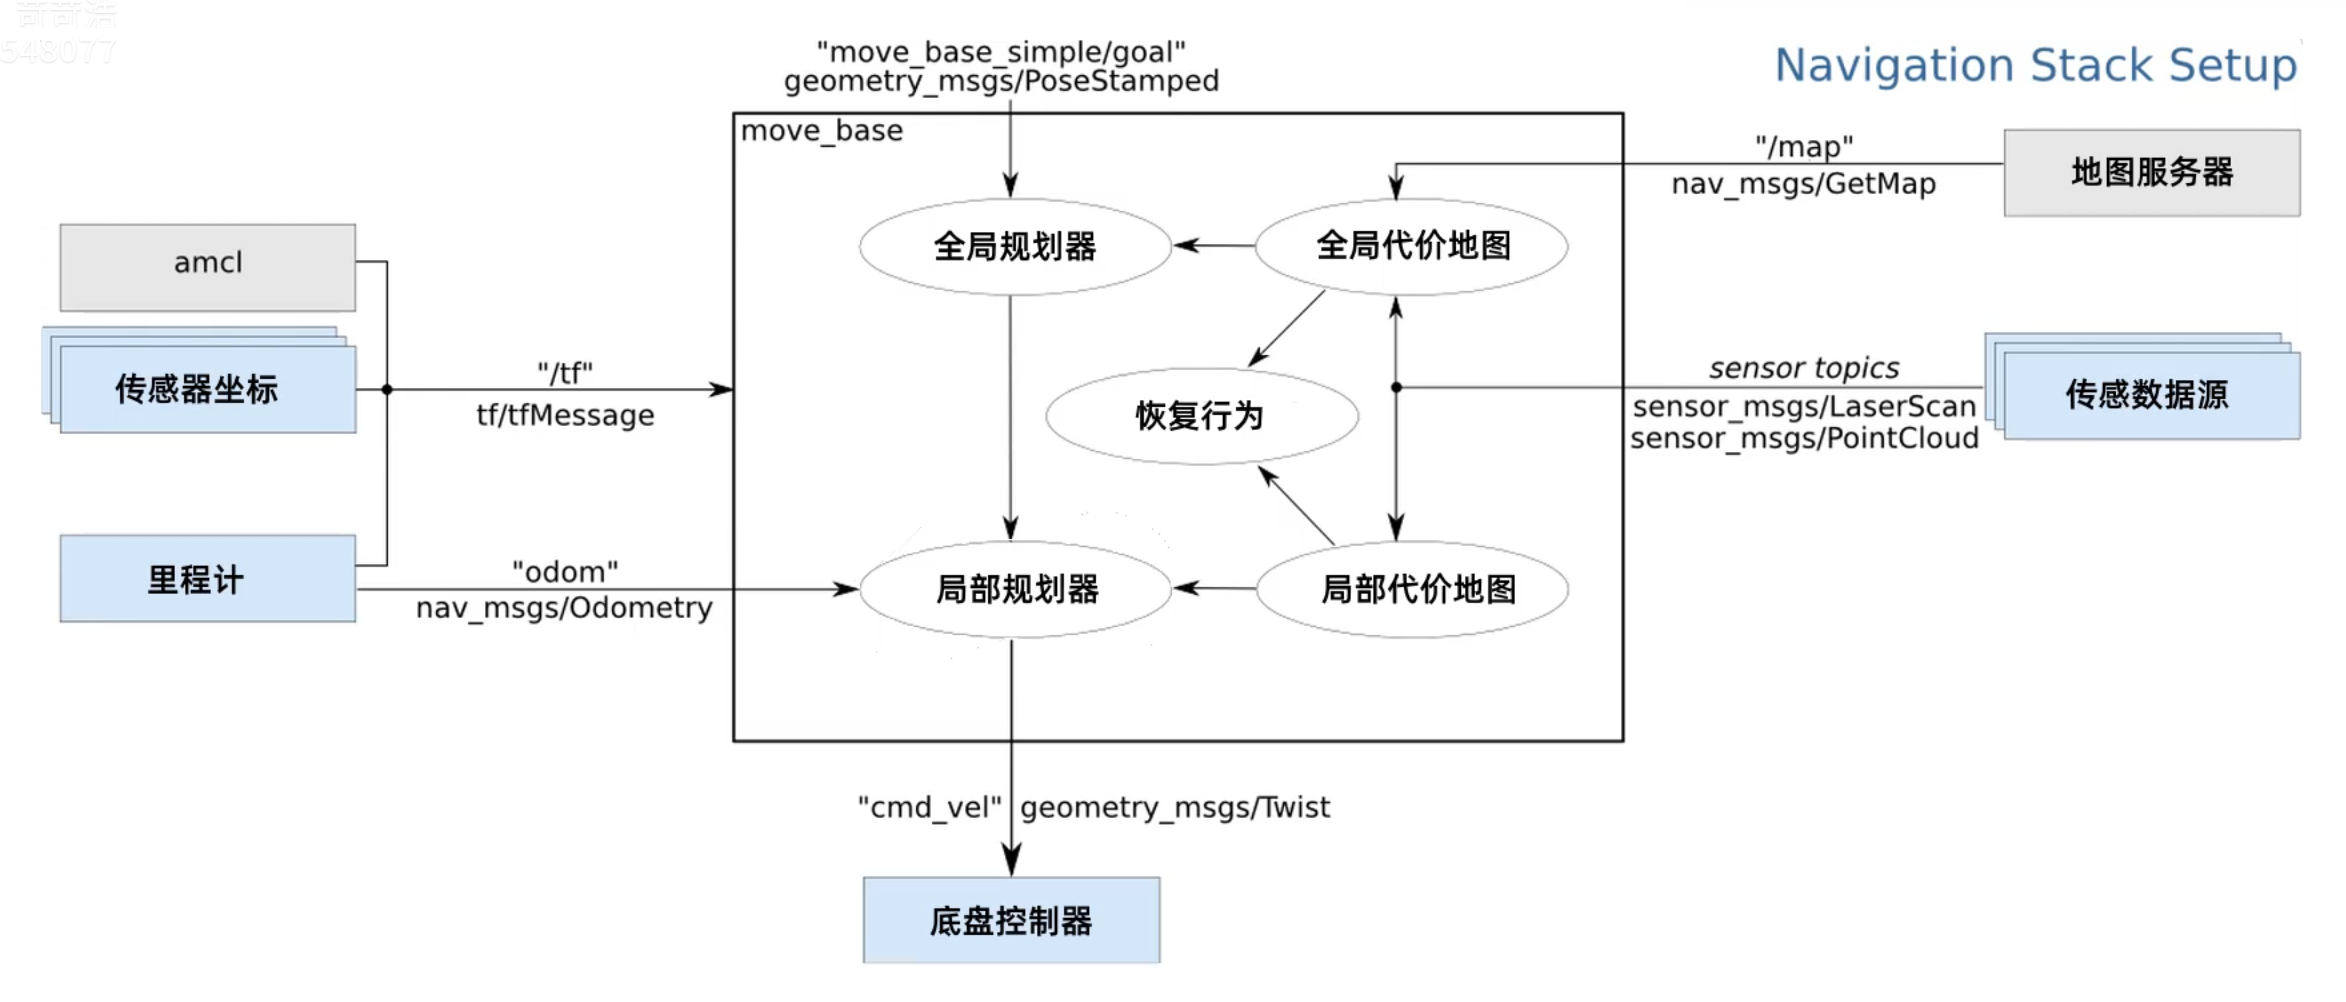 苛苛浩
548077
"move_base_simple/goal"
geometry_msgs/PoseStamped
Navigation Stack Setup
move_base
"/map"
nav_msgs/GetMap
地图服务器
amcl
全局规划器
全局代价地图
传感器坐标
"/tf"
tf/tfMessage
恢复行为
sensor topics
sensor_msgs/LaserScan
sensor_msgs/PointCloud
传感数据源
里程计
"odom"
nav_msgs/Odometry
局部规划器
局部代价地图
"cmd_vel"
geometry_msgs/Twist
底盘控制器